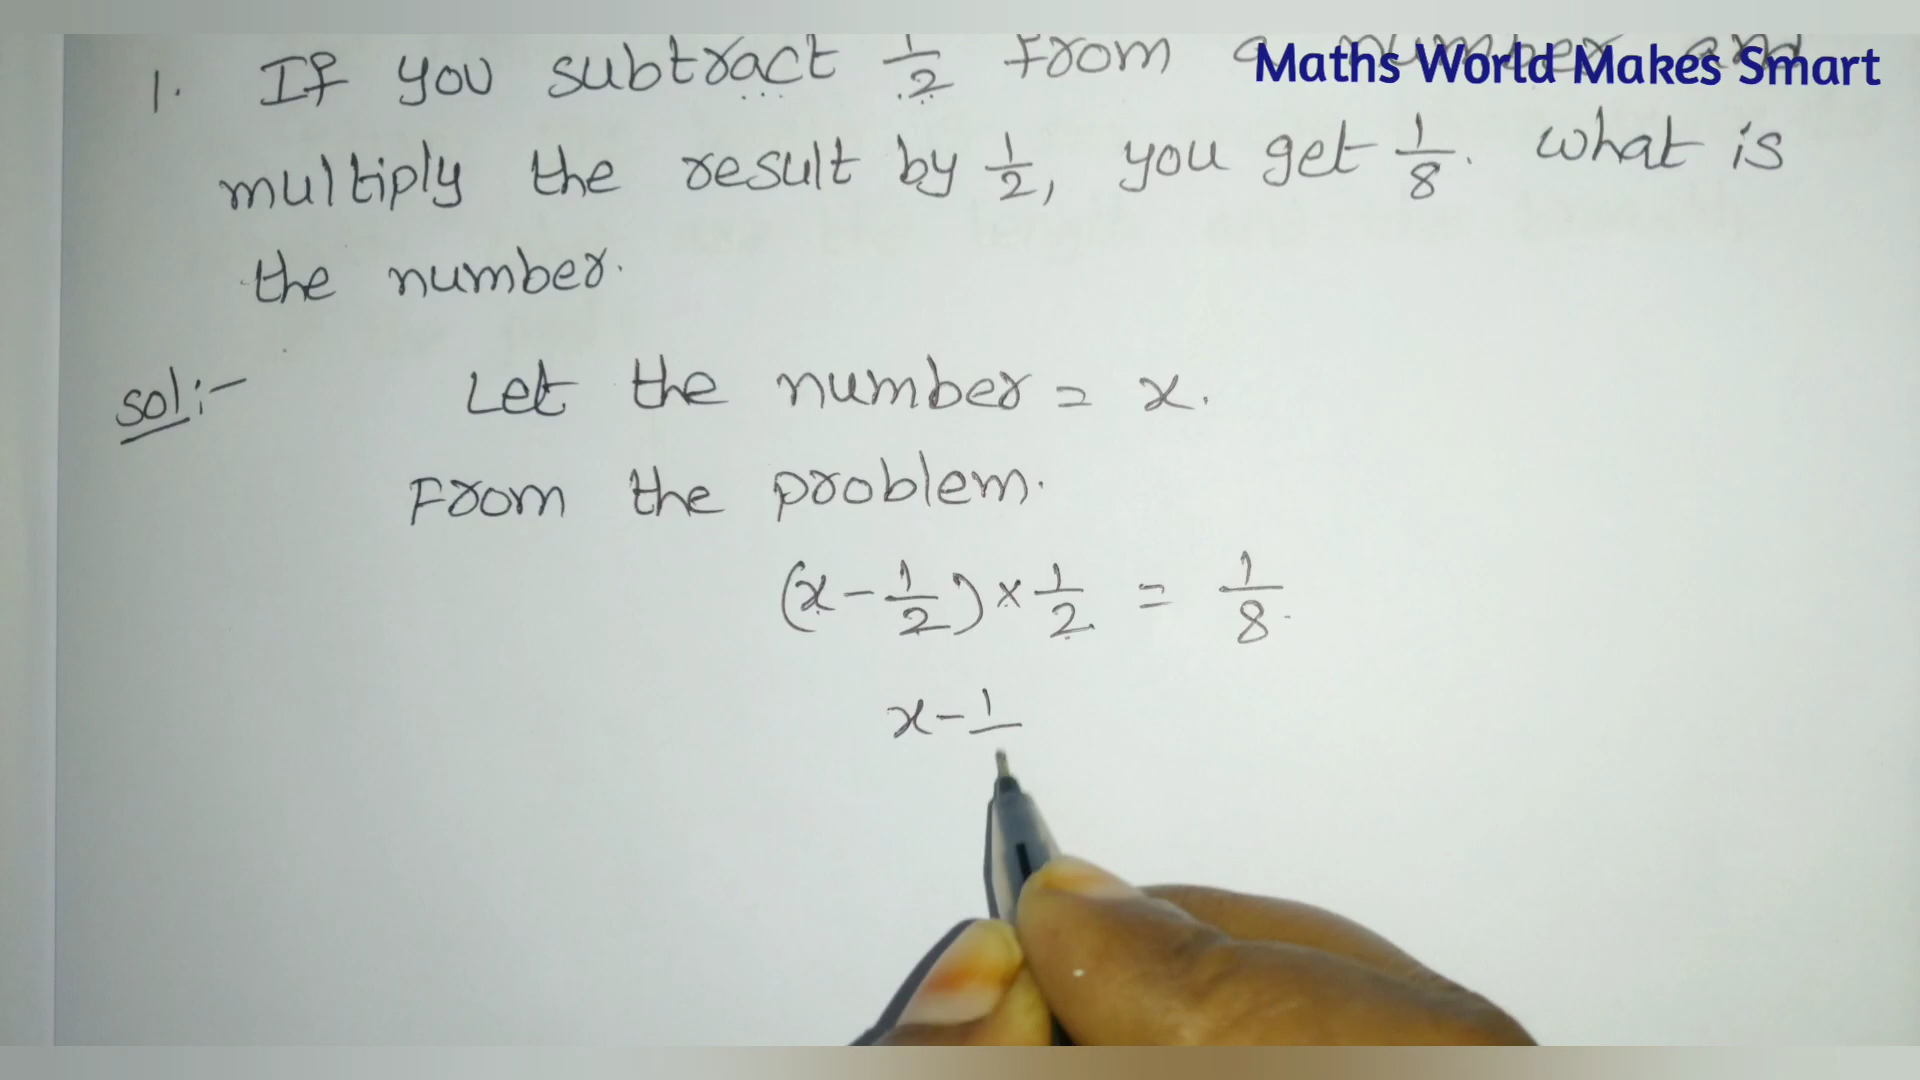 1. If you subtract 1/2 from a number and
Maths World Makes Smart
multiply the result by 1/2, you get 1/8. what is
the number.
Sol:- Let the number = x.
From the problem.
(x - 1/2) × 1/2 = 1/8.
x - 1/